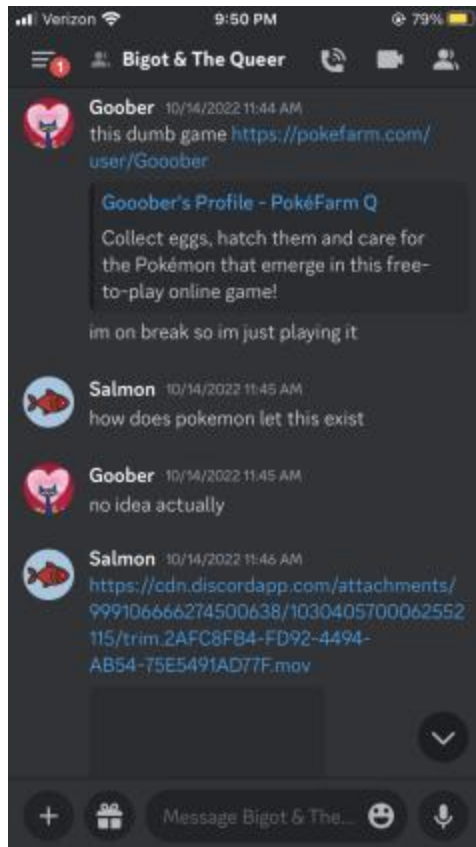 Verizon 9:50 PM 79%
1 Bigot & The Queer
Goober 10/14/2022 11:44 AM
this dumb game https://pokefarm.com/
user/Gooober
Gooober's Profile - PokéFarm Q
Collect eggs, hatch them and care for
the Pokémon that emerge in this free-
to-play online game!
im on break so im just playing it
Salmon 10/14/2022 11:45 AM
how does pokemon let this exist
Goober 10/14/2022 11:45 AM
no idea actually
Salmon 10/14/2022 11:46 AM
https://cdn.discordapp.com/attachments/
999106666274500638/1030405700062552
115/trim.2AFC8FB4-FD92-4494-
AB54-75E5491AD77F.mov
Message Bigot & The...